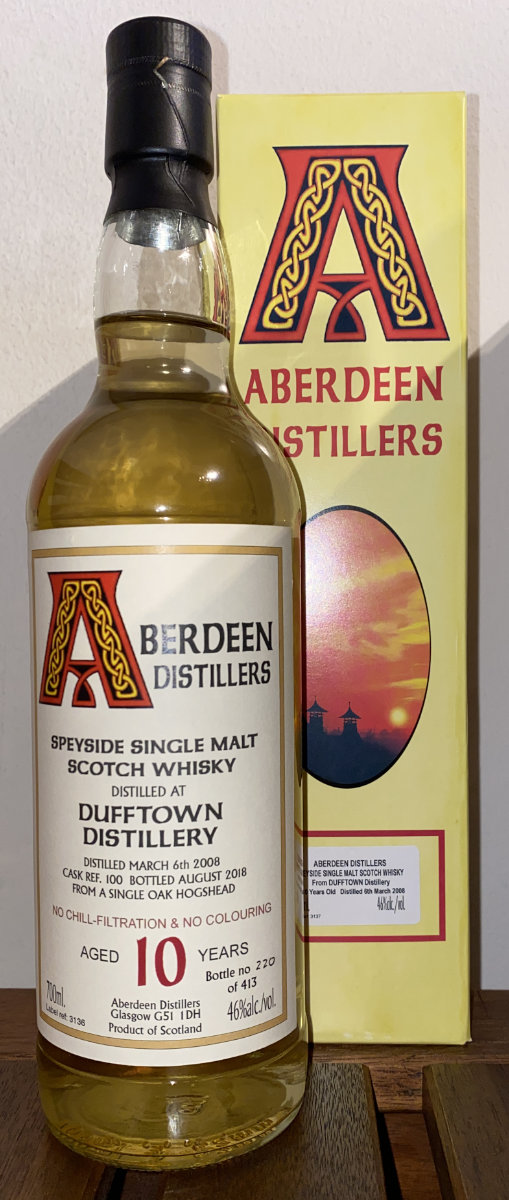 ABERDEEN
DISTILLERS
SPEYSIDE SINGLE MALT
SCOTCH WHISKY
DISTILLED AT
DUFFTOWN
DISTILLERY
DISTILLED MARCH 6th 2008
CASK REF. 100 BOTTLED AUGUST 2018
FROM A SINGLE OAK HOGSHEAD
NO CHILL-FILTRATION & NO COLOURING
AGED 10 YEARS
Bottle no 220
of 413
700ml.
Label ref: 3136
Aberdeen Distillers
Glasgow G51 1DH
Product of Scotland
46%alc./vol.
A
ABERDEEN
ISTILLERS
ABERDEEN DISTILLERS
YSIDE SINGLE MALT SCOTCH WHISKY
From DUFFTOWN Distillery
Years Old Distilled 6th March 2008
46%alc./vol.
3137